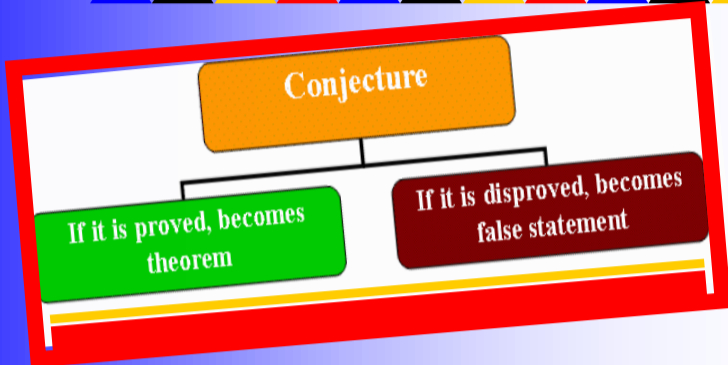 Conjecture
If it is proved, becomes
theorem
If it is disproved, becomes
false statement